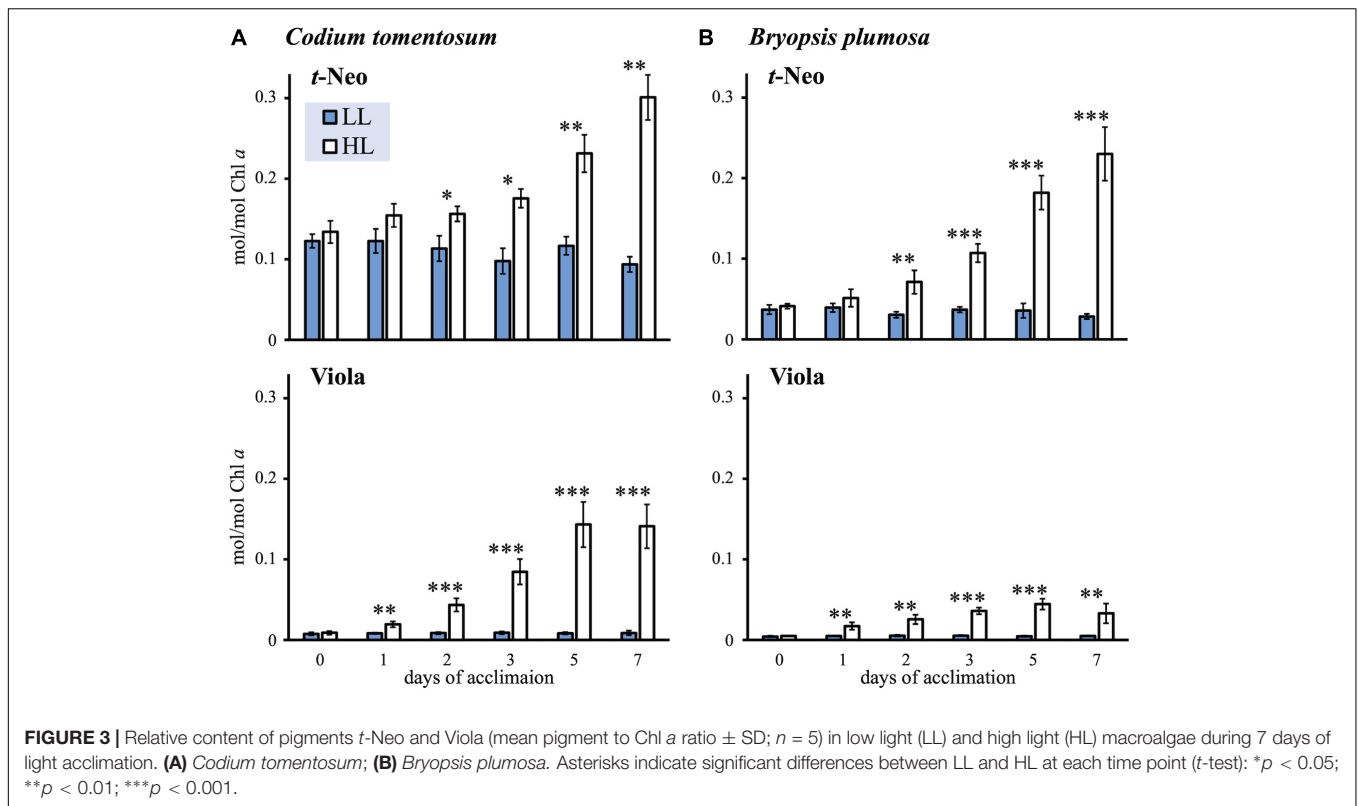 A Codium tomentosum
B Bryopsis plumosa
t-Neo
LL
HL
mol/mol Chl a
0.3
0.2
0.1
0
*
*
**
**
t-Neo
0.3
0.2
0.1
0
**
***
***
***
Viola
mol/mol Chl a
0.3
0.2
0.1
0
**
***
***
***
***
0 1 2 3 5 7
days of acclimaion
Viola
0.3
0.2
0.1
0
**
**
***
***
**
0 1 2 3 5 7
days of acclimation
FIGURE 3 | Relative content of pigments t-Neo and Viola (mean pigment to Chl a ratio ± SD; n = 5) in low light (LL) and high light (HL) macroalgae during 7 days of
light acclimation. (A) Codium tomentosum; (B) Bryopsis plumosa. Asterisks indicate significant differences between LL and HL at each time point (t-test): *p < 0.05;
**p < 0.01; ***p < 0.001.